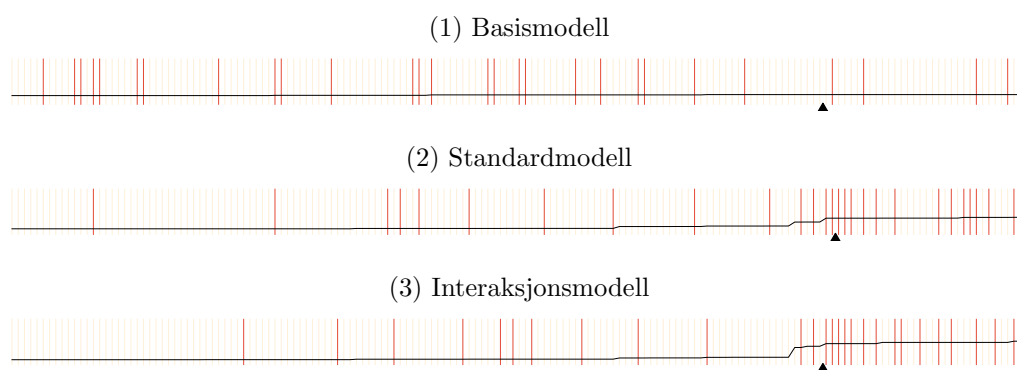 (1) Basismodell
(2) Standardmodell
(3) Interaksjonsmodell